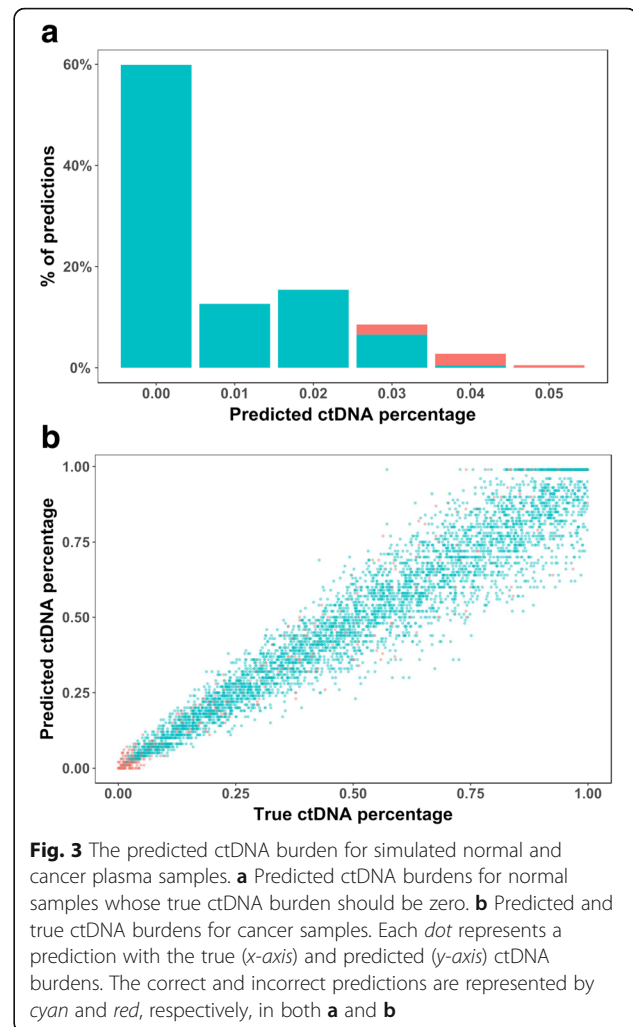 a
60%
40%
20%
0%
% of predictions
0.00 0.01 0.02 0.03 0.04 0.05
Predicted ctDNA percentage
b
1.00
0.75
0.50
0.25
0.00
Predicted ctDNA percentage
0.00 0.25 0.50 0.75 1.00
True ctDNA percentage
Fig. 3 The predicted ctDNA burden for simulated normal and
cancer plasma samples. a Predicted ctDNA burdens for normal
samples whose true ctDNA burden should be zero. b Predicted and
true ctDNA burdens for cancer samples. Each dot represents a
prediction with the true (x-axis) and predicted (y-axis) ctDNA
burdens. The correct and incorrect predictions are represented by
cyan and red, respectively, in both a and b